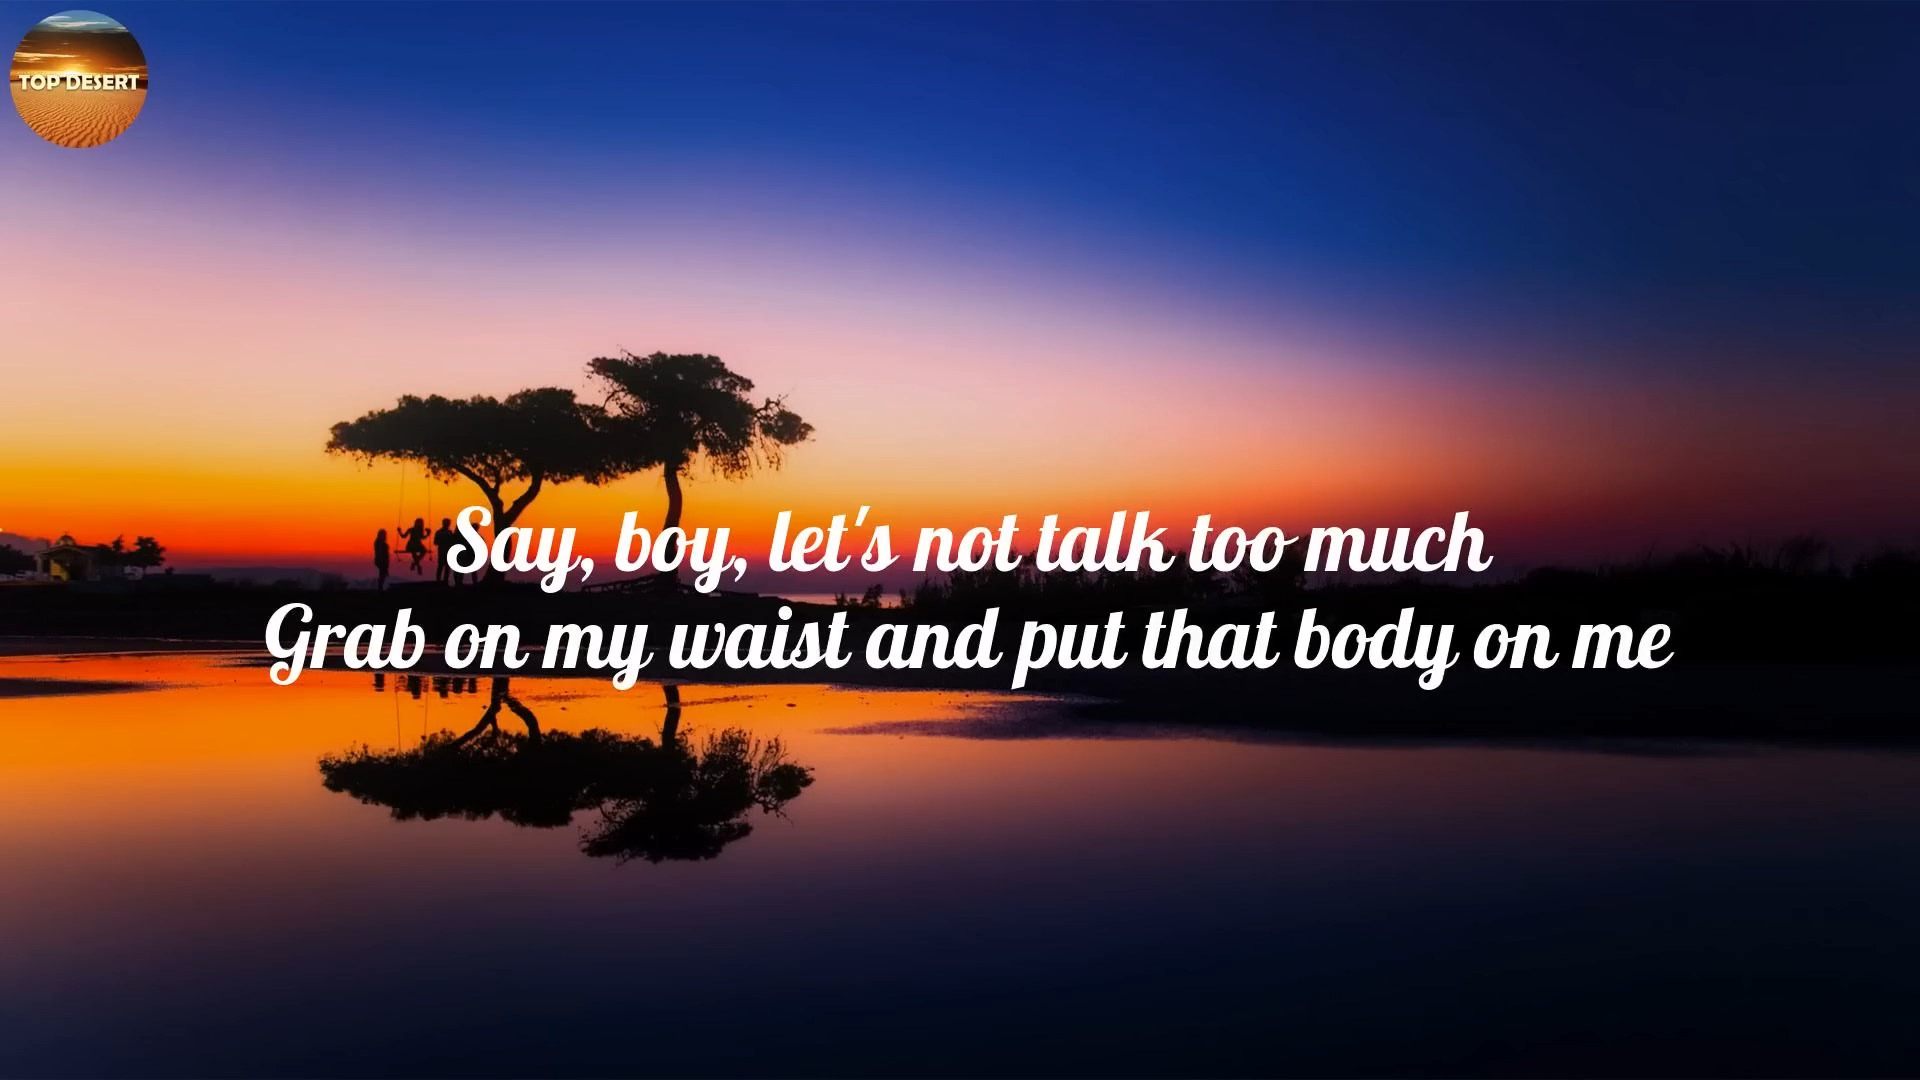 TOP DESERT
Say, boy, let's not talk too much
Grab on my waist and put that body on me